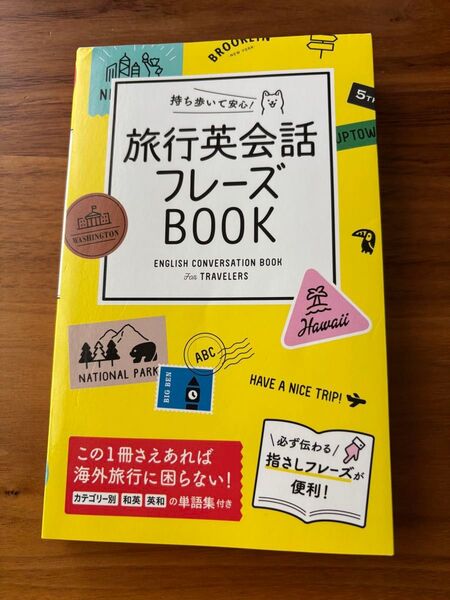 BROOKLYN
NEW YORK
持ち歩いて安心!
5TH
旅行英会話
フレーズ
BOOK
ENGLISH CONVERSATION BOOK
For TRAVELERS
WASHINGTON
Hawaii
NATIONAL PARK
ABC
BIG BEN
HAVE A NICE TRIP!
この1冊さえあれば
海外旅行に困らない!
カテゴリー別 和英 英和 の単語集付き
必ず伝わる
指さしフレーズが
便利!